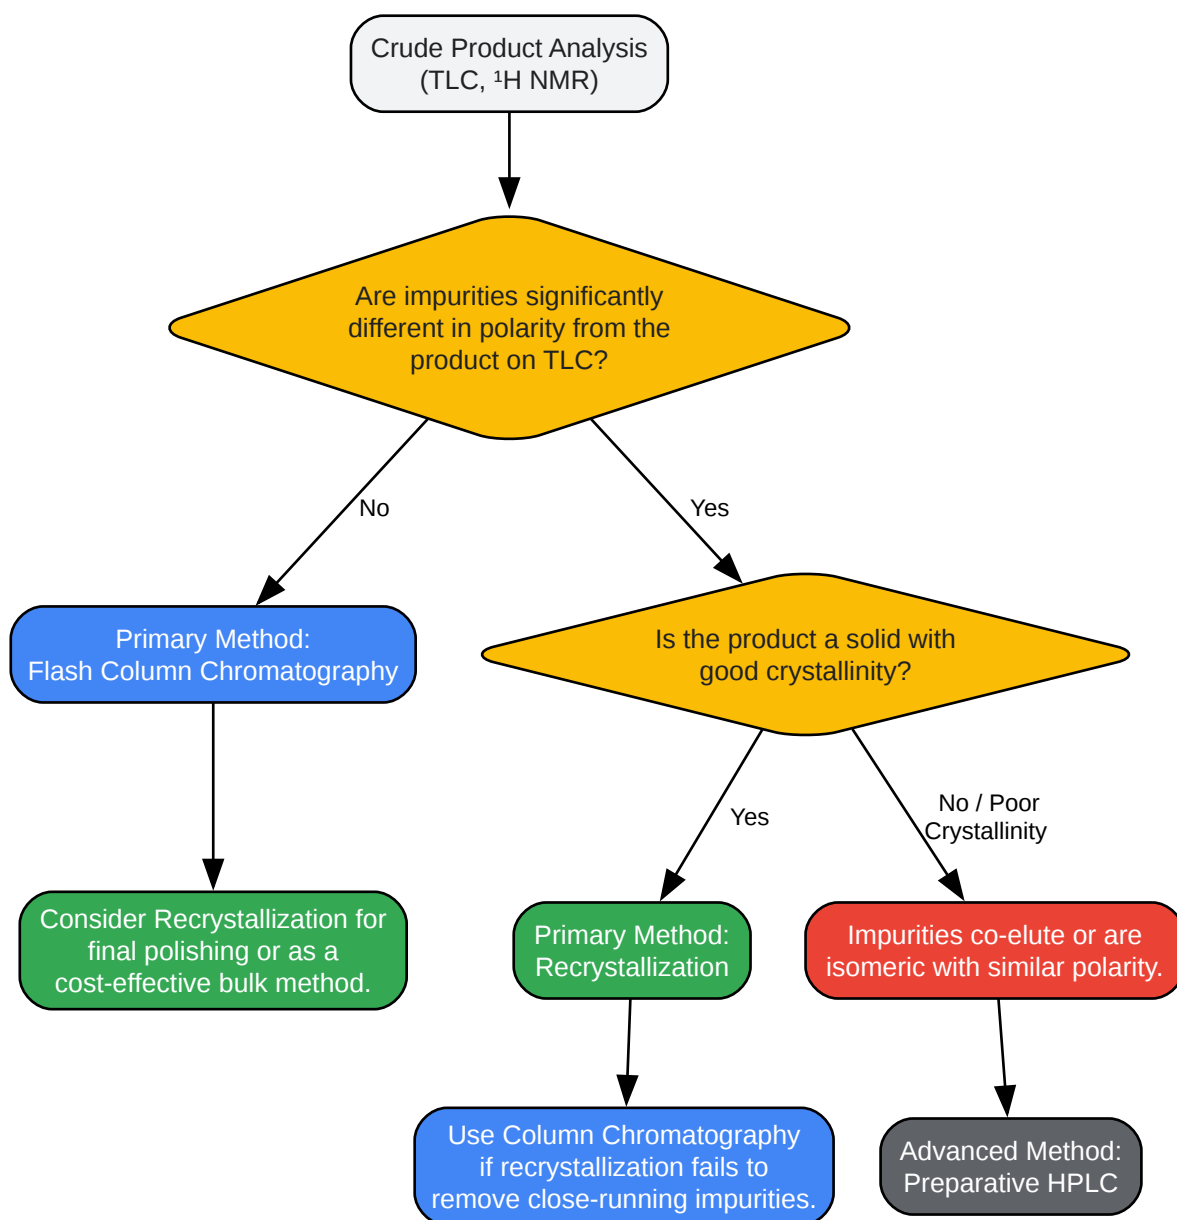 Crude Product Analysis
(TLC, ¹H NMR)
Are impurities significantly
different in polarity from the
product on TLC?
No
Yes
Primary Method:
Flash Column Chromatography
Is the product a solid with
good crystallinity?
Yes
No / Poor
Crystallinity
Consider Recrystallization for
final polishing or as a
cost-effective bulk method.
Primary Method:
Recrystallization
Impurities co-elute or are
isomeric with similar polarity.
Use Column Chromatography
if recrystallization fails to
remove close-running impurities.
Advanced Method:
Preparative HPLC